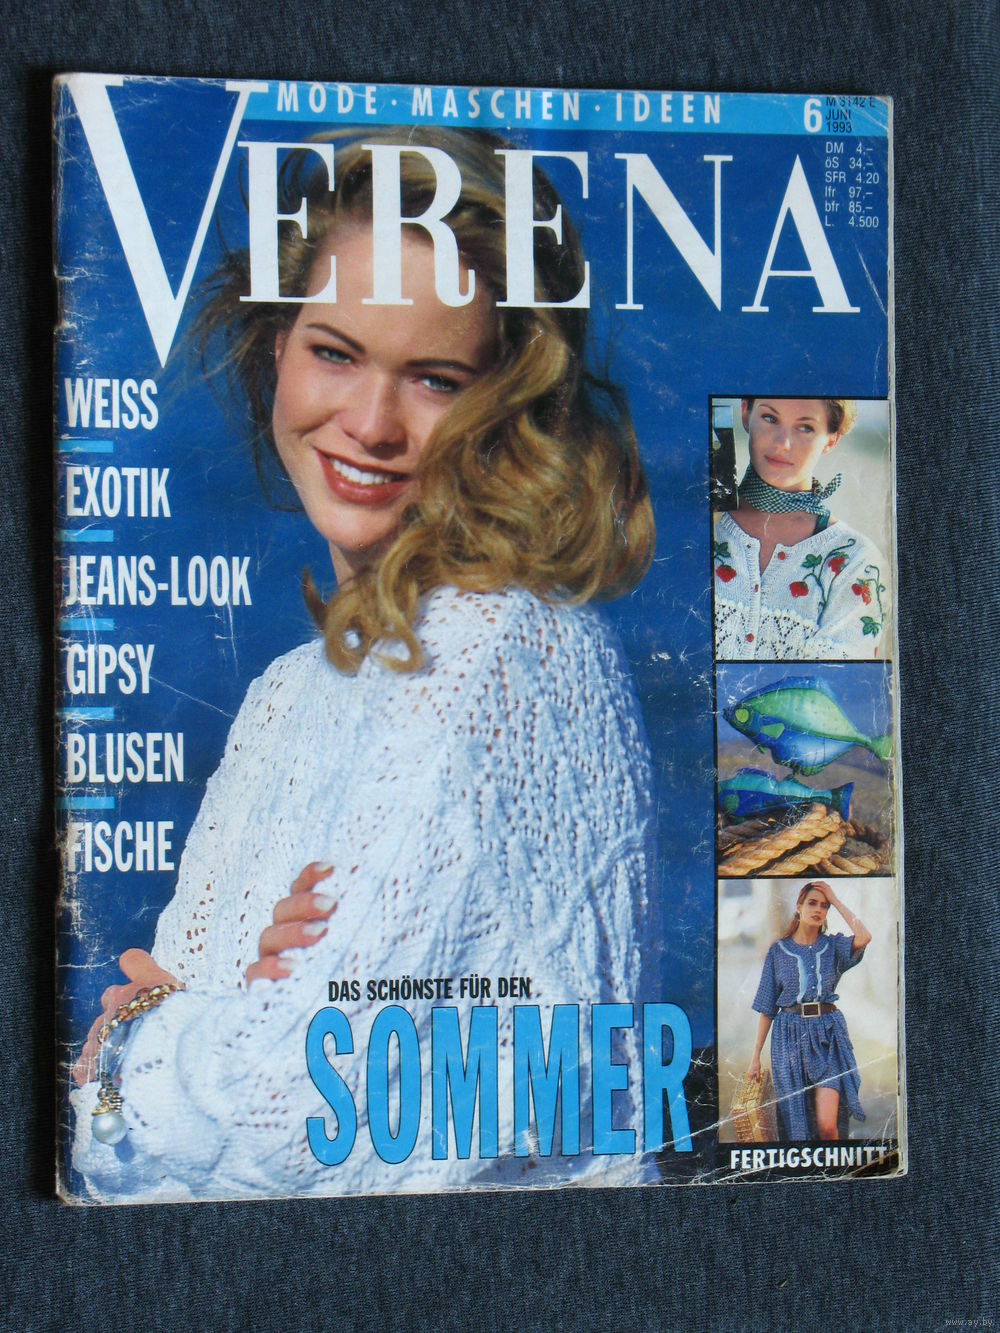 MODE · MASCHEN · IDEEN
6
M 3142 E
JUNI
1993
VERENA
DM 4,–
öS 34,–
SFR 4.20
lfr 97,–
bfr 85,–
L. 4.500
WEISS
EXOTIK
JEANS-LOOK
GIPSY
BLUSEN
FISCHE
DAS SCHÖNSTE FÜR DEN
SOMMER
FERTIGSCHNITT
www.ay.by